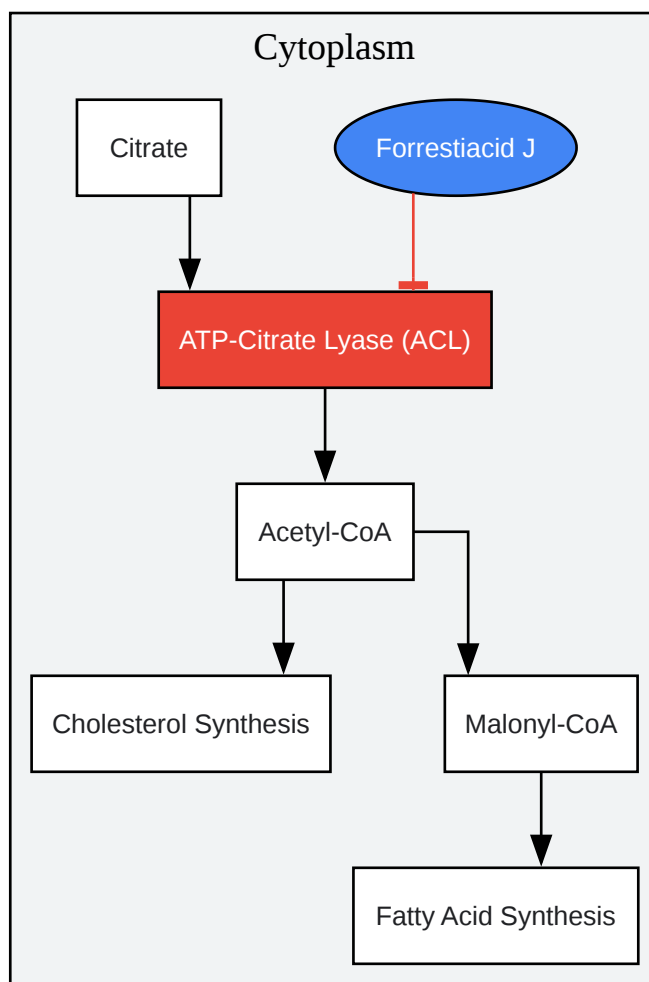 Cytoplasm
Citrate
Forrestiacid J
ATP-Citrate Lyase (ACL)
Acetyl-CoA
Cholesterol Synthesis
Malonyl-CoA
Fatty Acid Synthesis